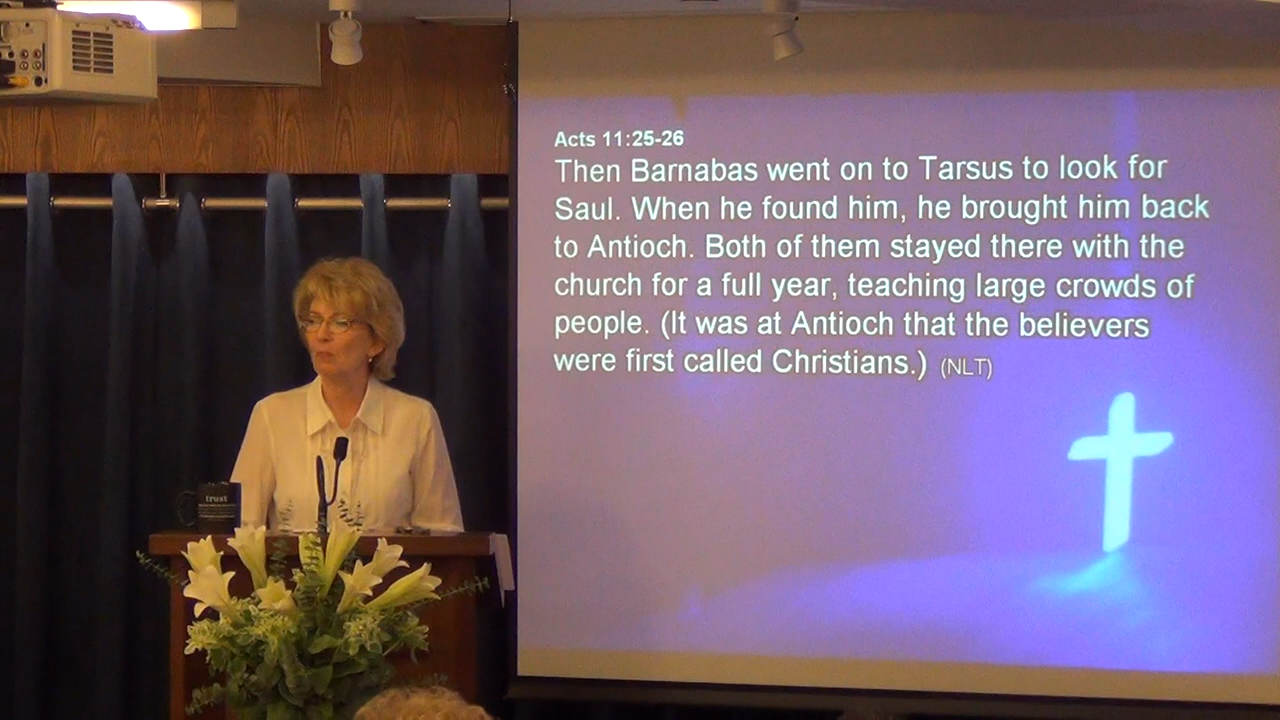 Acts 11:25-26
Then Barnabas went on to Tarsus to look for
Saul. When he found him, he brought him back
to Antioch. Both of them stayed there with the
church for a full year, teaching large crowds of
people. (It was at Antioch that the believers
were first called Christians.) (NLT)
trust